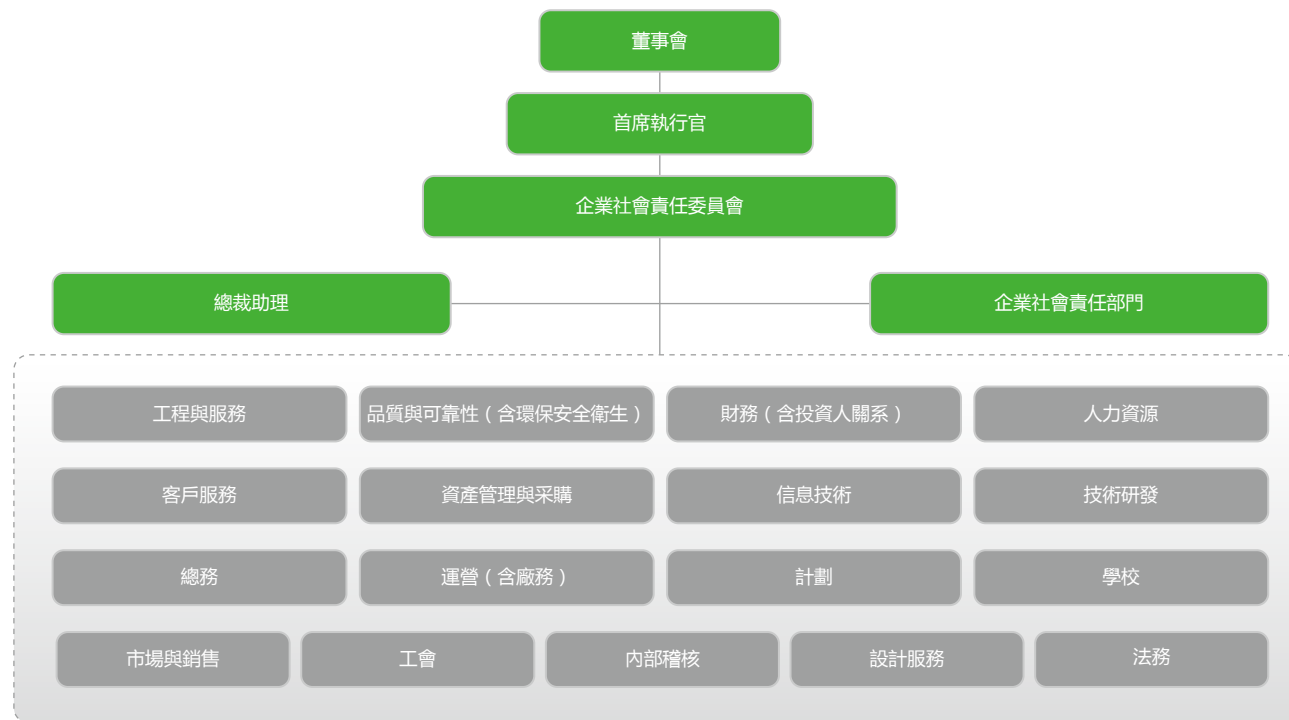 董事會
首席執行官
企業社會責任委員會
總裁助理
企業社會責任部門
工程與服務
品質與可靠性（含環保安全衛生）
財務（含投資人關系）
人力資源
客戶服務
資產管理與采購
信息技術
技術研發
總務
運營（含廠務）
計劃
學校
市場與銷售
工會
內部稽核
設計服務
法務